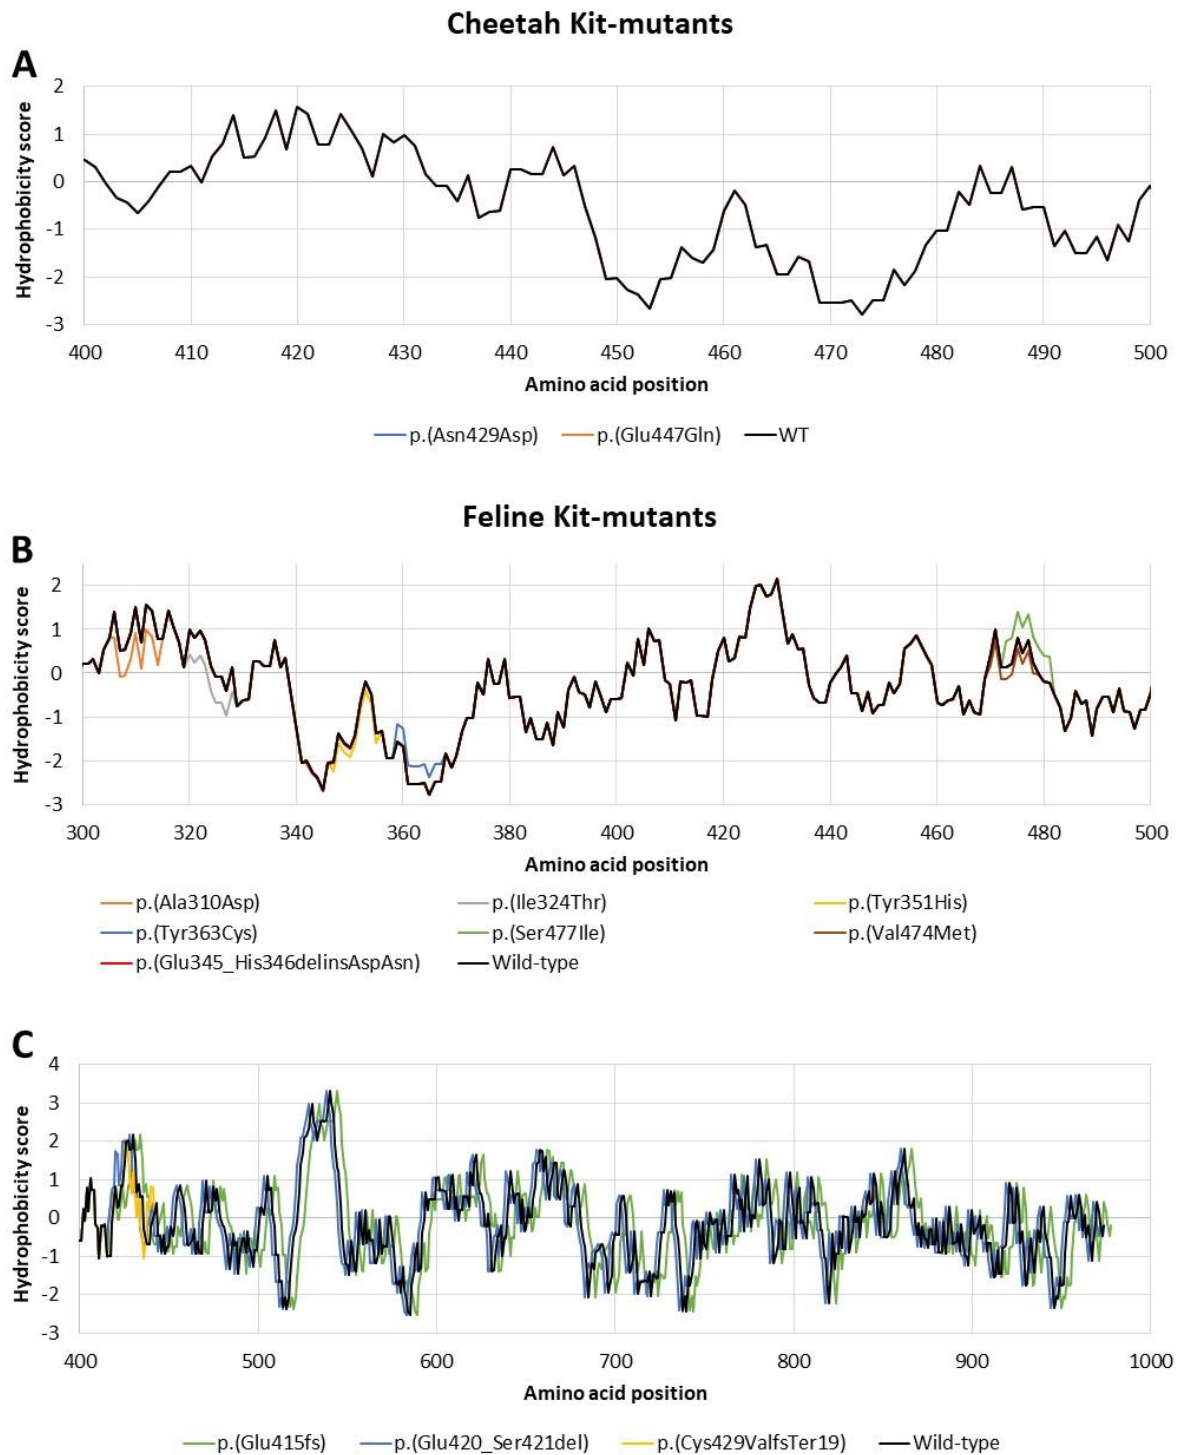 Cheetah Kit-mutants
A
Hydrophobicity score
2
1
0
-1
-2
-3
400 410 420 430 440 450 460 470 480 490 500
Amino acid position
p.(Asn429Asp) p.(Glu447Gln) WT
Feline Kit-mutants
B
Hydrophobicity score
2
1
0
-1
-2
-3
300 320 340 360 380 400 420 440 460 480 500
Amino acid position
p.(Ala310Asp) p.(Ile324Thr) p.(Tyr351His)
p.(Tyr363Cys) p.(Ser477Ile) p.(Val474Met)
p.(Glu345_His346delinsAspAsn) Wild-type
C
Hydrophobicity score
4
3
2
1
0
-1
-2
-3
400 500 600 700 800 900 1000
Amino acid position
p.(Glu415fs) p.(Glu420_Ser421del) p.(Cys429ValfsTer19) Wild-type